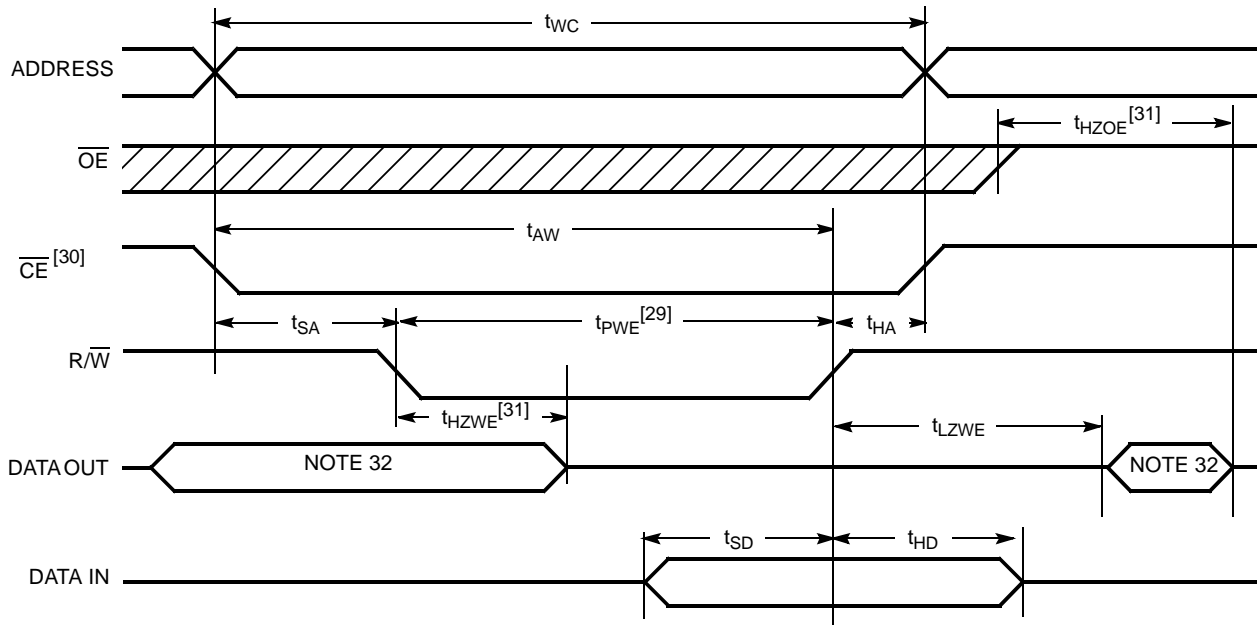 tWC
ADDRESS
tHZOE[31]
OE
tAW
CE [30]
tSA
tPWE[29]
tHA
R/W
tHZWE[31]
tLZWE
DATA OUT
NOTE 32
NOTE 32
tSD
tHD
DATA IN